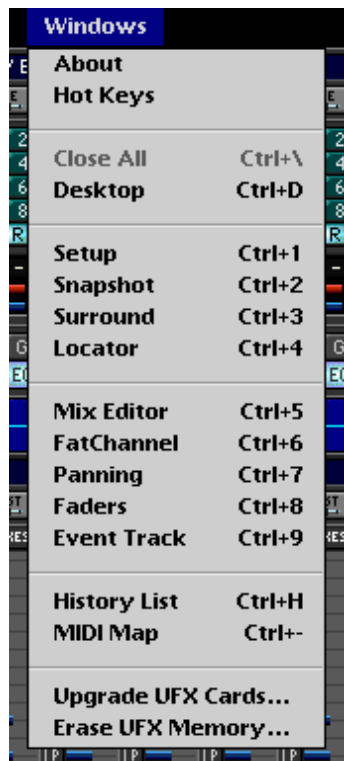 Windows
About
Hot Keys
Close All Ctrl+\
Desktop Ctrl+D
Setup Ctrl+1
Snapshot Ctrl+2
Surround Ctrl+3
Locator Ctrl+4
Mix Editor Ctrl+5
FatChannel Ctrl+6
Panning Ctrl+7
Faders Ctrl+8
Event Track Ctrl+9
History List Ctrl+H
MIDI Map Ctrl+-
Upgrade UFX Cards...
Erase UFX Memory...